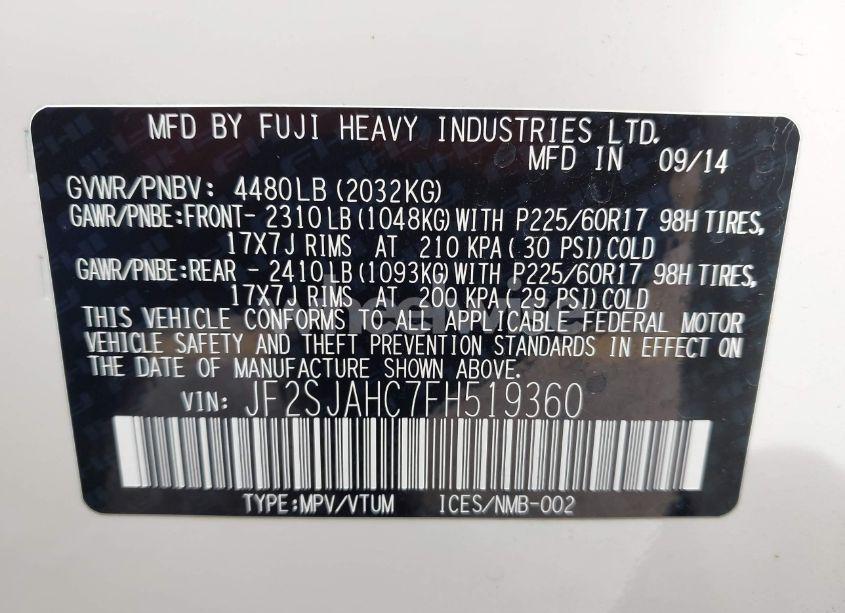 MFD BY FUJI HEAVY INDUSTRIES LTD.
MFD IN 09/14
GVWR/PNBV: 4480LB (2032KG)
GAWR/PNBE:FRONT- 2310LB (1048KG)WITH P225/60R17 98H TIRES,
17X7J RIMS AT 210 KPA( 30 PSI)COLD
GAWR/PNBE:REAR - 2410LB (1093KG)WITH P225/60R17 98H TIRES,
17X7J RIMS AT 200 KPA( 29 PSI)COLD
THIS VEHICLE CONFORMS TO ALL APPLICABLE FEDERAL MOTOR
VEHICLE SAFETY AND THEFT PREVENTION STANDARDS IN EFFECT ON
THE DATE OF MANUFACTURE SHOWN ABOVE.
VIN: JF2SJAHC7FH519360
TYPE:MPV/VTUM ICES/NMB-002